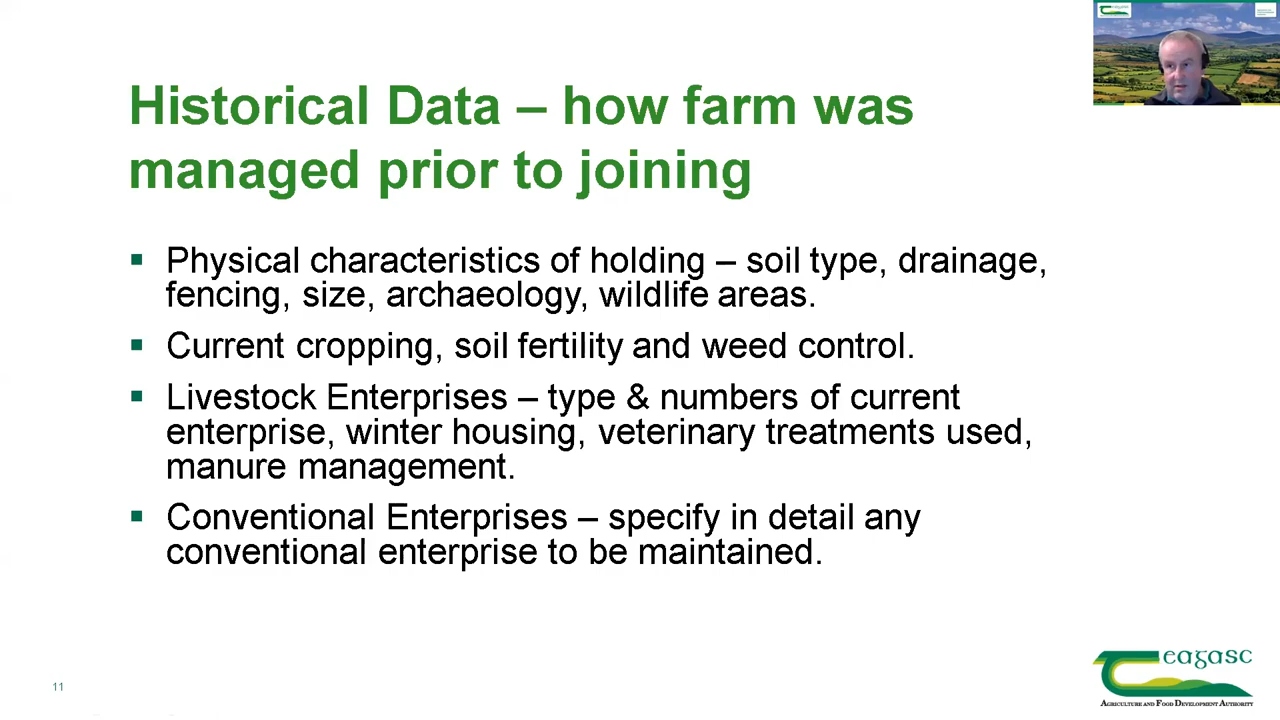 Historical Data – how farm was
managed prior to joining
▪ Physical characteristics of holding – soil type, drainage,
fencing, size, archaeology, wildlife areas.
▪ Current cropping, soil fertility and weed control.
▪ Livestock Enterprises – type & numbers of current
enterprise, winter housing, veterinary treatments used,
manure management.
▪ Conventional Enterprises – specify in detail any
conventional enterprise to be maintained.
11
eagasc
AGRICULTURE AND FOOD DEVELOPMENT AUTHORITY